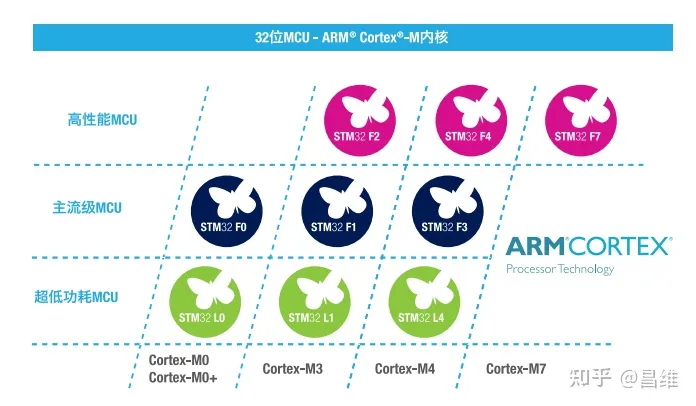 32位MCU - ARM® Cortex®-M内核
高性能MCU
STM32 F2
STM32 F4
STM32 F7
主流级MCU
STM32 F0
STM32 F1
STM32 F3
ARM®CORTEX®
Processor Technology
超低功耗MCU
STM32 L0
STM32 L1
STM32 L4
Cortex-M0
Cortex-M0+
Cortex-M3
Cortex-M4
Cortex-M7
知乎 @昌维